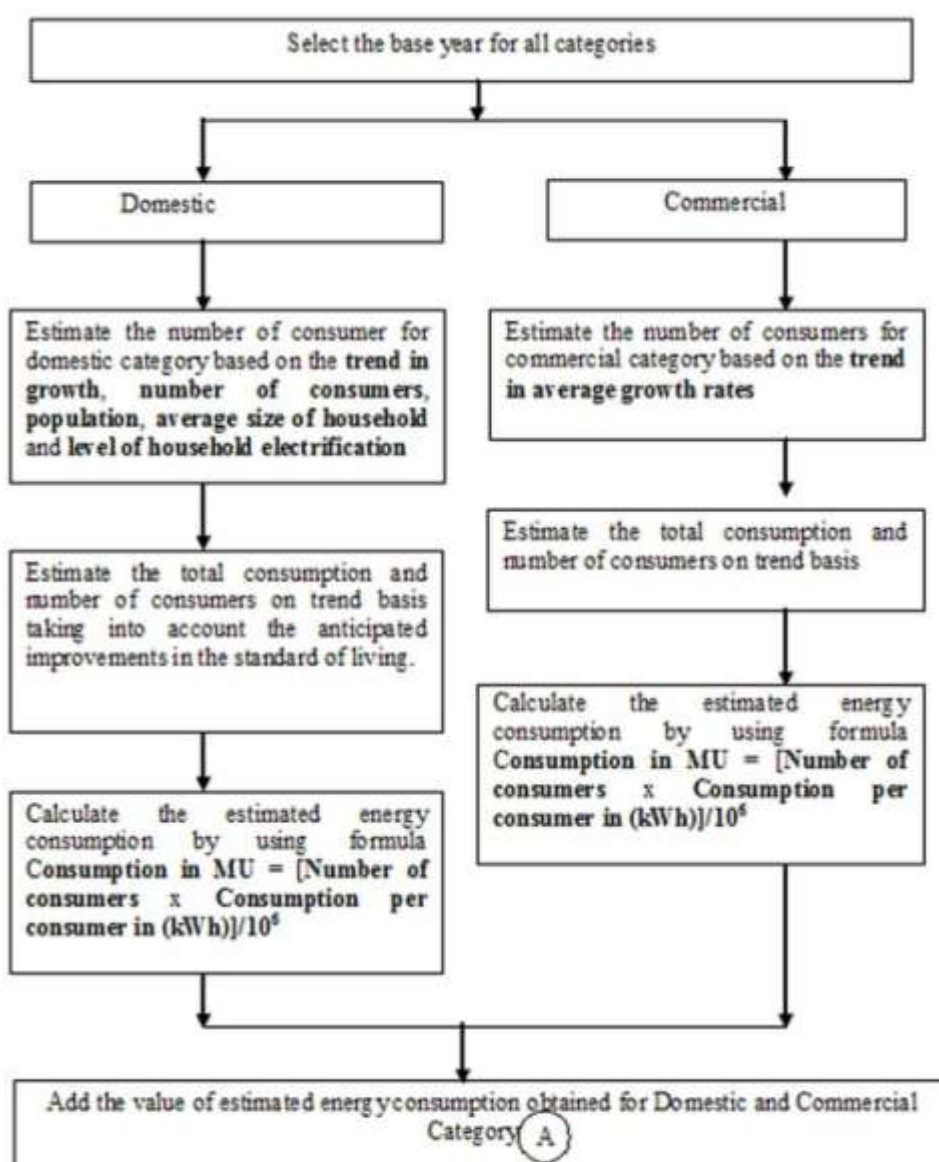 Select the base year for all categories
Domestic
Commercial
Estimate the number of consumer for
domestic category based on the trend in
growth, number of consumers,
population, average size of household
and level of household electrification
Estimate the number of consumers for
commercial category based on the trend
in average growth rates
Estimate the total consumption and
number of consumers on trend basis
Estimate the total consumption and
number of consumers on trend basis
taking into account the anticipated
improvements in the standard of living.
Calculate the estimated energy
consumption by using formula
Consumption in MU = [Number of
consumers x Consumption per
consumer in (kWh)]/10⁶
Calculate the estimated energy
consumption by using formula
Consumption in MU = [Number of
consumers x Consumption per
consumer in (kWh)]/10⁶
Add the value of estimated energy consumption obtained for Domestic and Commercial
Category A